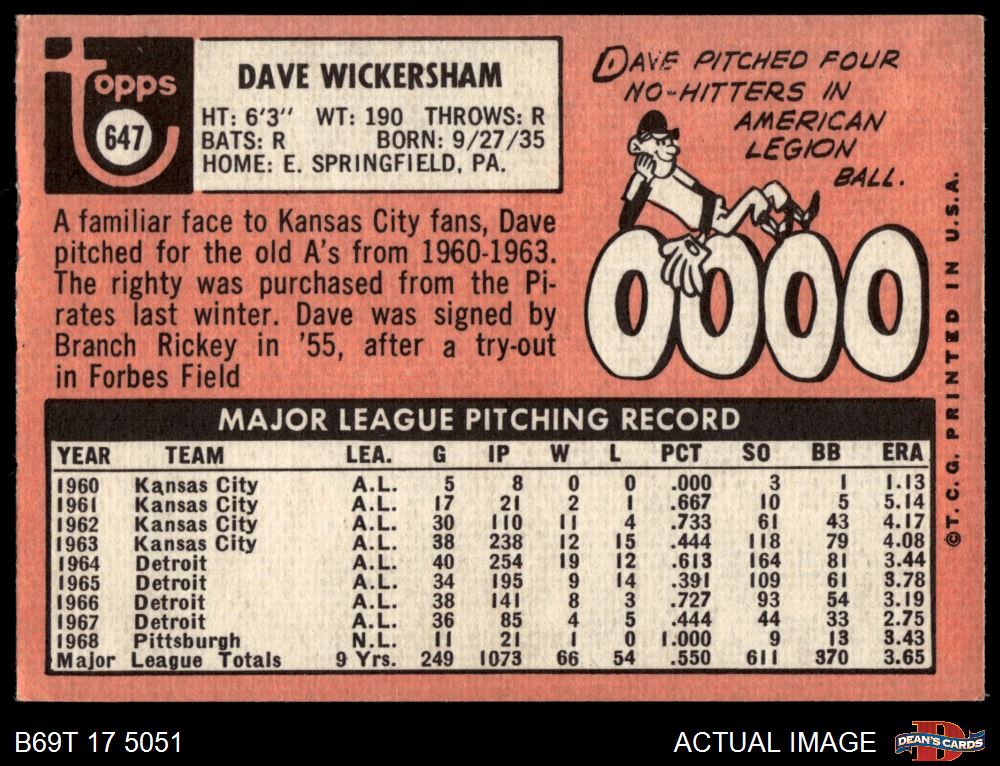 topps
647
DAVE WICKERSHAM
HT: 6'3" WT: 190 THROWS: R
BATS: R BORN: 9/27/35
HOME: E. SPRINGFIELD, PA.
A familiar face to Kansas City fans, Dave
pitched for the old A's from 1960-1963.
The righty was purchased from the Pi-
rates last winter. Dave was signed by
Branch Rickey in '55, after a try-out
in Forbes Field
DAVE PITCHED FOUR
NO-HITTERS IN
AMERICAN
LEGION
BALL.
0000
©T. C. G. PRINTED IN U.S.A.
MAJOR LEAGUE PITCHING RECORD
YEAR TEAM LEA. G IP W L PCT SO BB ERA
1960 Kansas City A.L. 5 8 0 0 .000 3 1 1.13
1961 Kansas City A.L. 17 21 2 1 .667 10 5 5.14
1962 Kansas City A.L. 30 110 11 4 .733 61 43 4.17
1963 Kansas City A.L. 38 238 12 15 .444 118 79 4.08
1964 Detroit A.L. 40 254 19 12 .613 164 81 3.44
1965 Detroit A.L. 34 195 9 14 .391 109 61 3.78
1966 Detroit A.L. 38 141 8 3 .727 93 54 3.19
1967 Detroit A.L. 36 85 4 5 .444 44 33 2.75
1968 Pittsburgh N.L. 11 21 1 0 1.000 9 13 3.43
Major League Totals 9 Yrs. 249 1073 66 54 .550 611 370 3.65
B69T 17 5051
ACTUAL IMAGE
DEAN'S CARDS